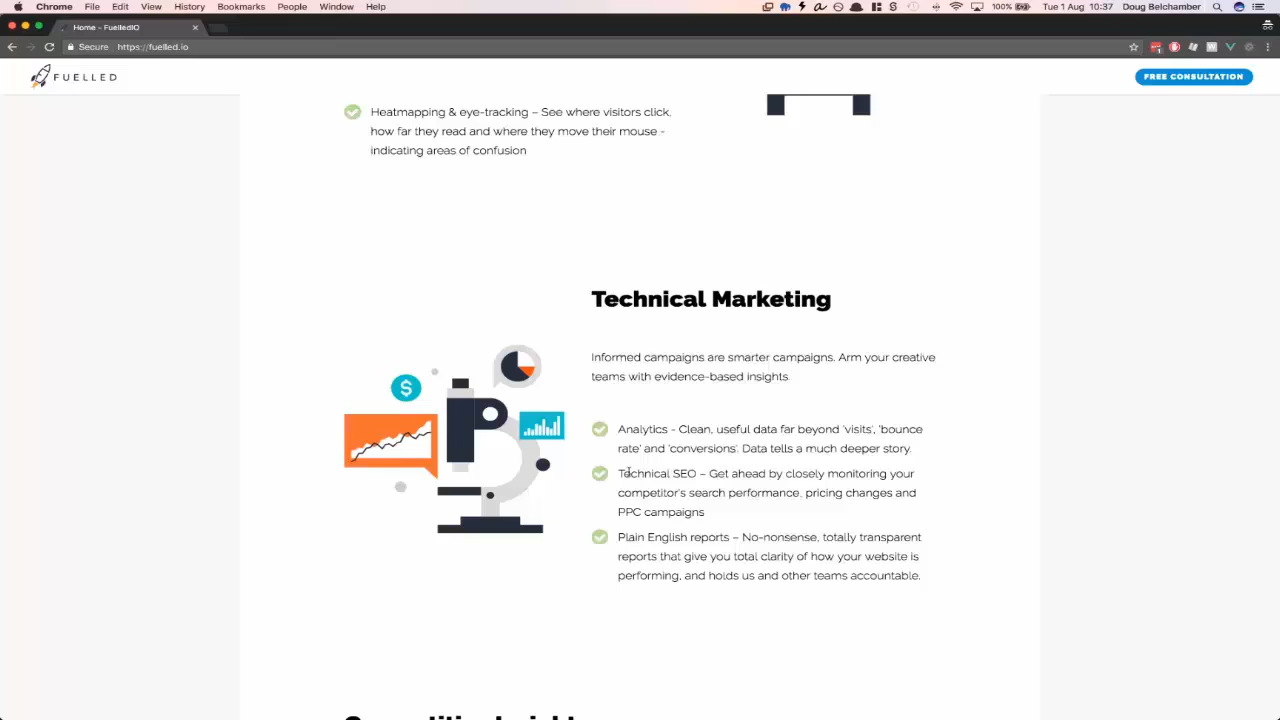 Chrome File Edit View History Bookmarks People Window Help 100% Tue 1 Aug 10:37 Doug Belchamber
Home - FuelledIO
Secure https://fuelled.io
FUELLED
FREE CONSULTATION
Heatmapping & eye-tracking – See where visitors click,
how far they read and where they move their mouse -
indicating areas of confusion
Technical Marketing
Informed campaigns are smarter campaigns. Arm your creative
teams with evidence-based insights.
$
Analytics - Clean, useful data far beyond 'visits', 'bounce
rate' and 'conversions'. Data tells a much deeper story.
Technical SEO – Get ahead by closely monitoring your
competitor's search performance, pricing changes and
PPC campaigns
Plain English reports – No-nonsense, totally transparent
reports that give you total clarity of how your website is
performing, and holds us and other teams accountable.